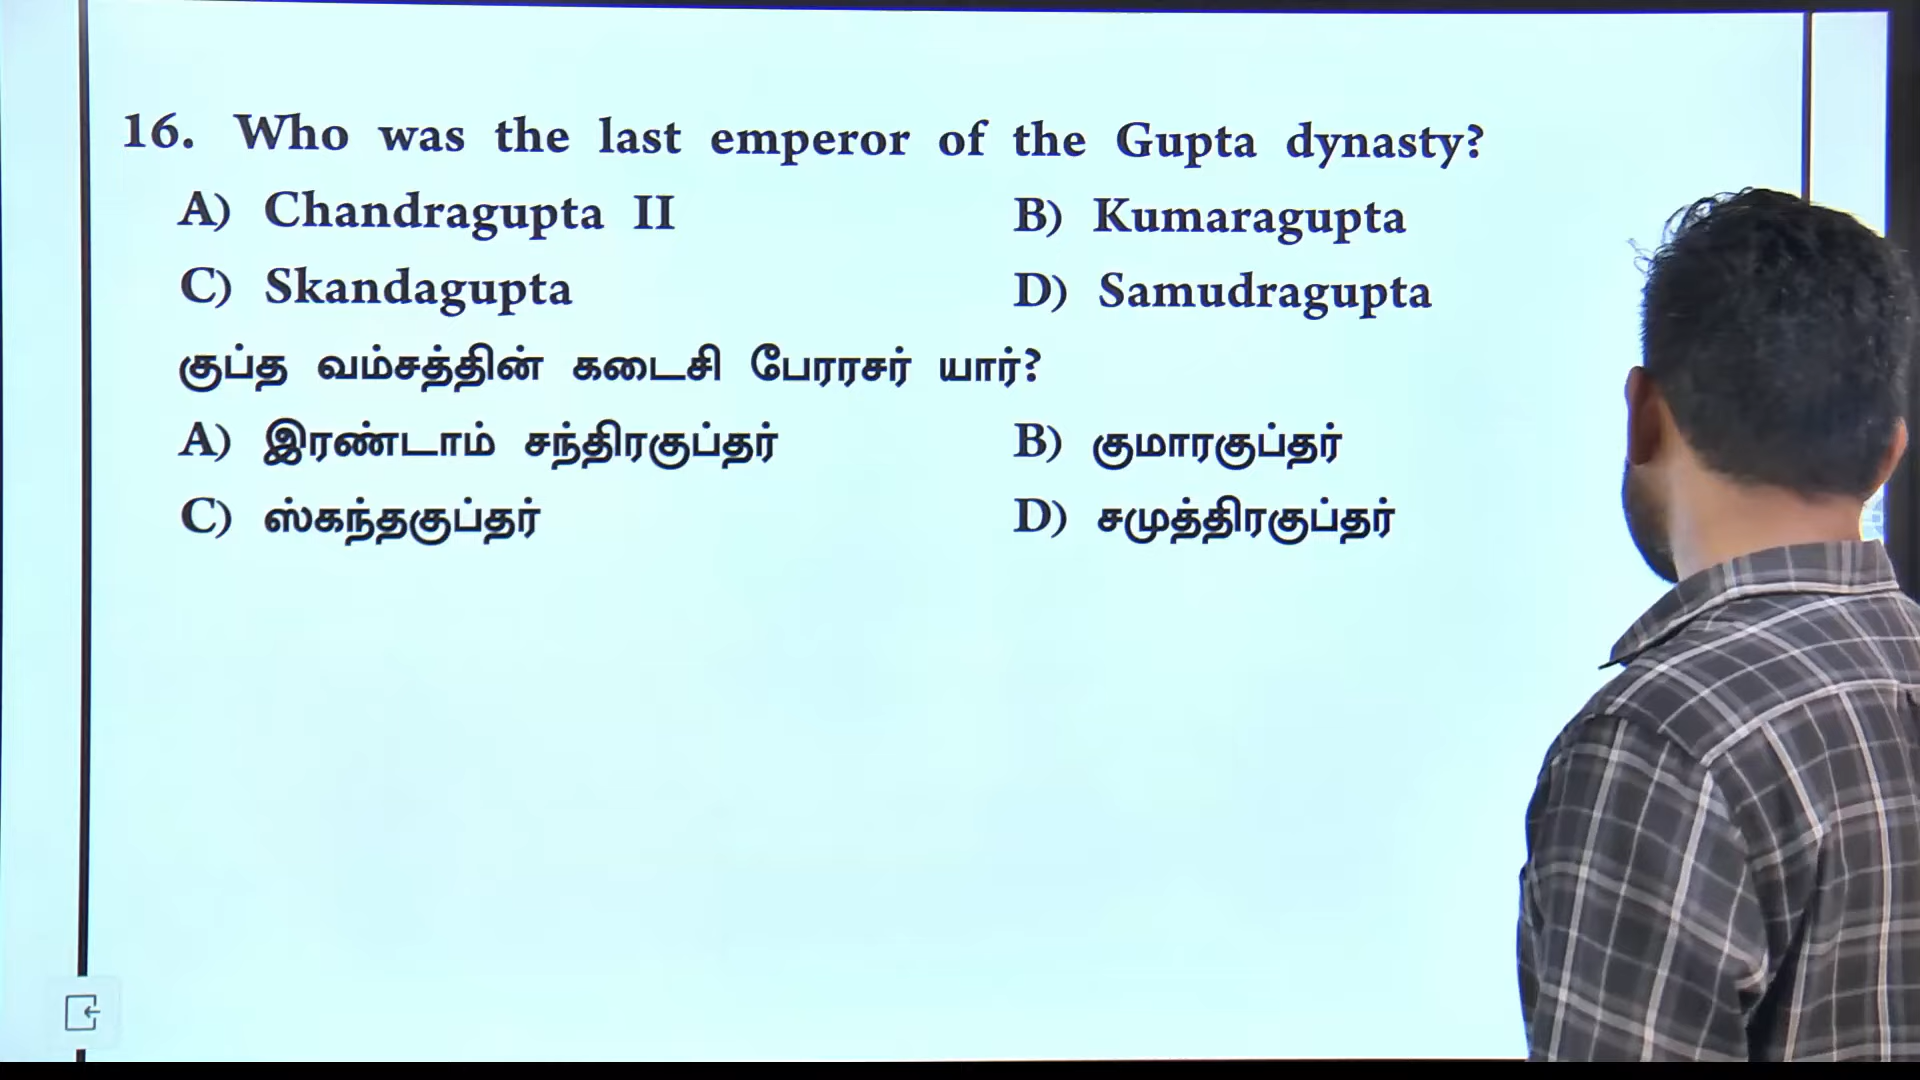 16. Who was the last emperor of the Gupta dynasty?
A) Chandragupta II B) Kumaragupta
C) Skandagupta D) Samudragupta
குப்த வம்சத்தின் கடைசி பேரரசர் யார்?
A) இரண்டாம் சந்திரகுப்தர் B) குமாரகுப்தர்
C) ஸ்கந்தகுப்தர் D) சமுத்திரகுப்தர்